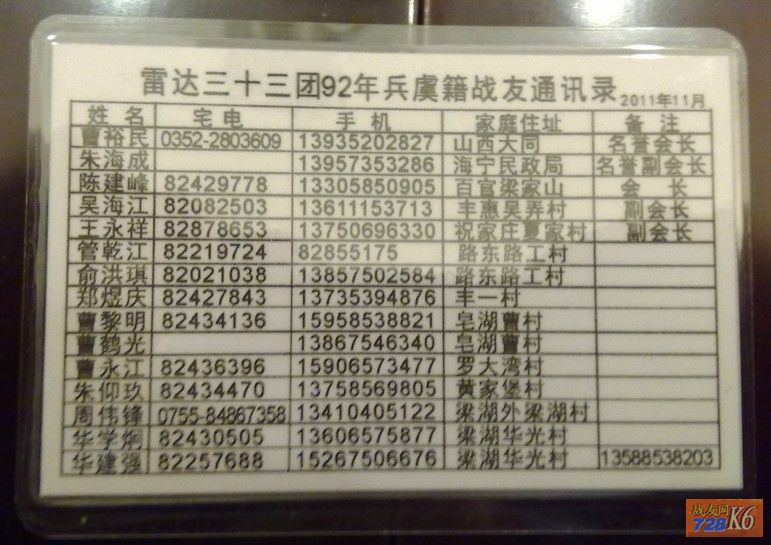 雷达三十三团92年兵虞籍战友通讯录 2011年11月
姓 名 宅 电 手 机 家庭住址 备 注
曹裕民 0352-2803609 13935202827 山西大同 名誉会长
朱海成 13957353286 海宁民政局 名誉副会长
陈建峰 82429778 13305850905 百官梁家山 会 长
吴海江 82082503 13611153713 丰惠吴弄村 副会长
王永祥 82878653 13750696330 祝家庄夏家村 副会长
管乾江 82219724 82855175 路东路工村
俞洪琪 82021038 13857502584 路东路工村
郑煜庆 82427843 13735394876 丰一村
曹黎明 82434136 15958538821 皂湖曹村
曹鹤光 13867546340 皂湖曹村
曹永江 82436396 15906573477 罗大湾村
朱仰玖 82434470 13758569805 黄家堡村
周伟锋 0755-84867358 13410405122 梁湖外梁湖村
华学炯 82430505 13606575877 梁湖华光村
华建强 82257688 15267506676 梁湖华光村 13588538203
战友网
728K6